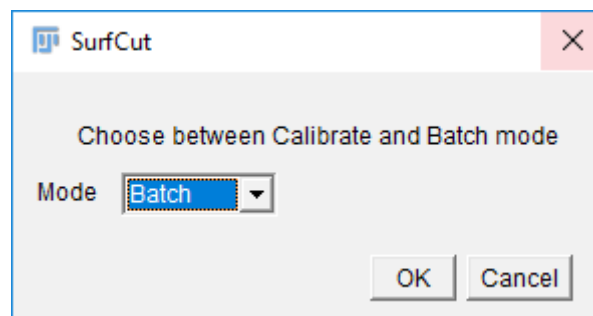 SurfCut
Choose between Calibrate and Batch mode
Mode Batch
OK Cancel